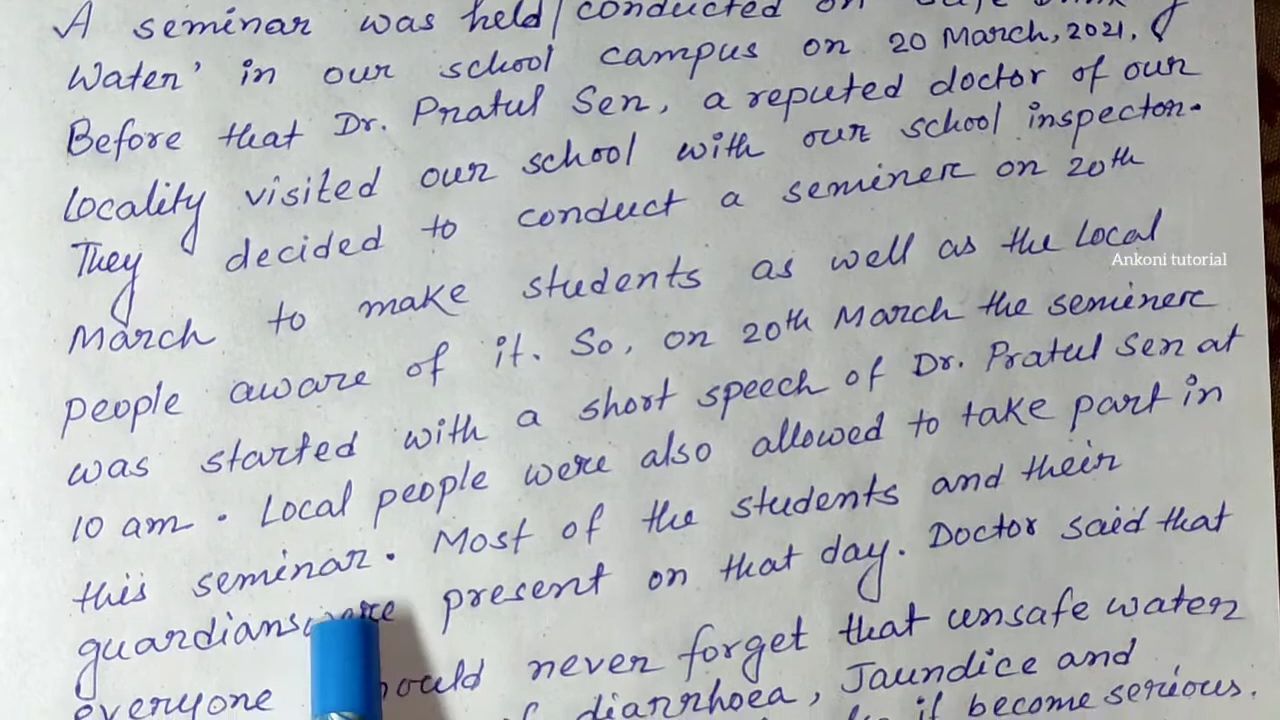 A seminar was held/conducted on
Water' in our school campus on 20 March, 2021.
Before that Dr. Pratul Sen, a reputed doctor of our
locality visited our school with our school inspector.
They decided to conduct a seminer on 20th
March to make students as well as the local
Ankoni tutorial
people aware of it. So, on 20th March the seminer
was started with a short speech of Dr. Pratul Sen at
10 am. Local people were also allowed to take part in
this seminar. Most of the students and their
guardians were present on that day. Doctor said that
everyone never forget that unsafe water
diarrhoea, Jaundice and
if become serious.